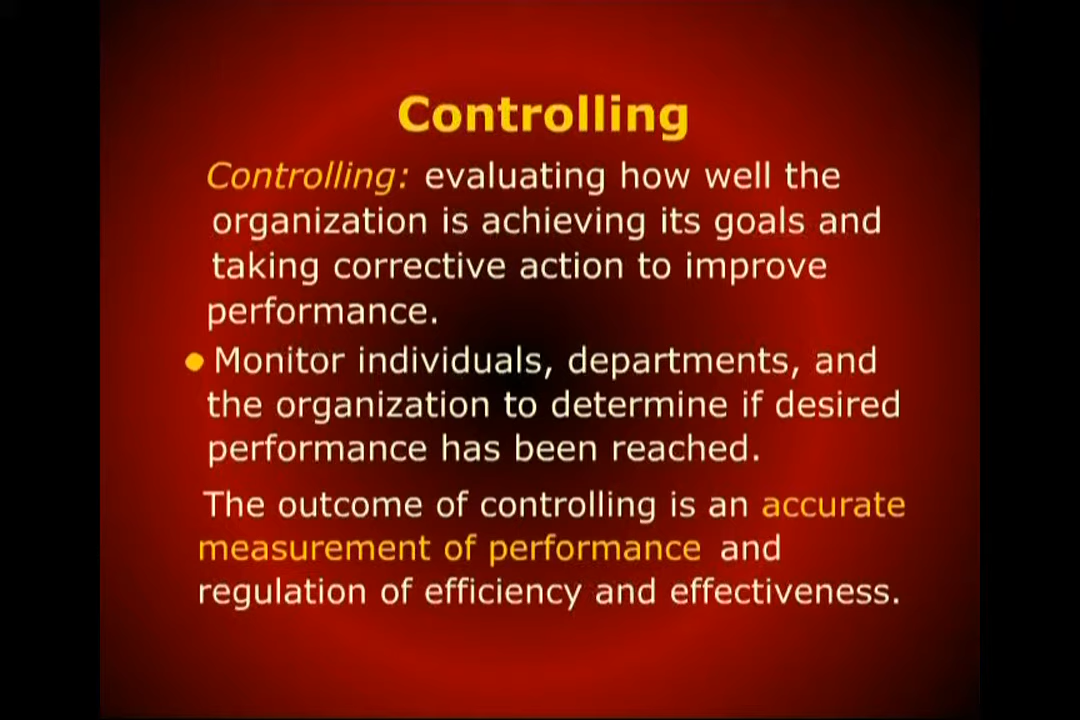 Controlling
Controlling: evaluating how well the
organization is achieving its goals and
taking corrective action to improve
performance.
● Monitor individuals, departments, and
the organization to determine if desired
performance has been reached.
The outcome of controlling is an accurate
measurement of performance and
regulation of efficiency and effectiveness.